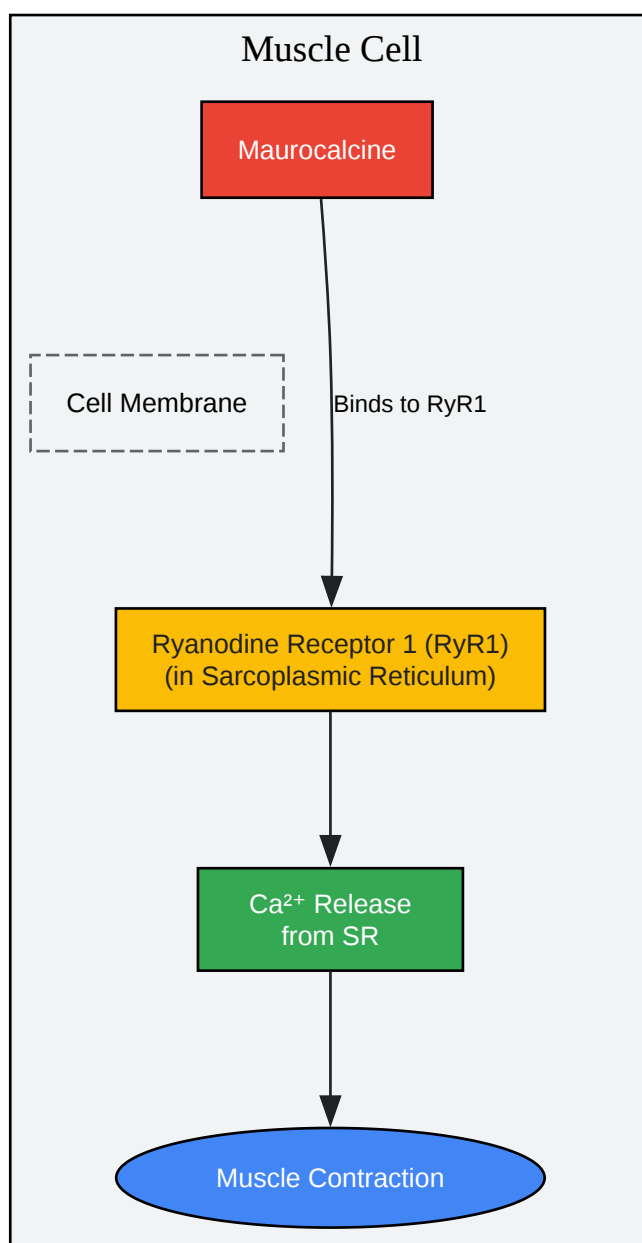 Muscle Cell
Maurocalcine
Cell Membrane
Binds to RyR1
Ryanodine Receptor 1 (RyR1)
(in Sarcoplasmic Reticulum)
Ca²⁺ Release
from SR
Muscle Contraction